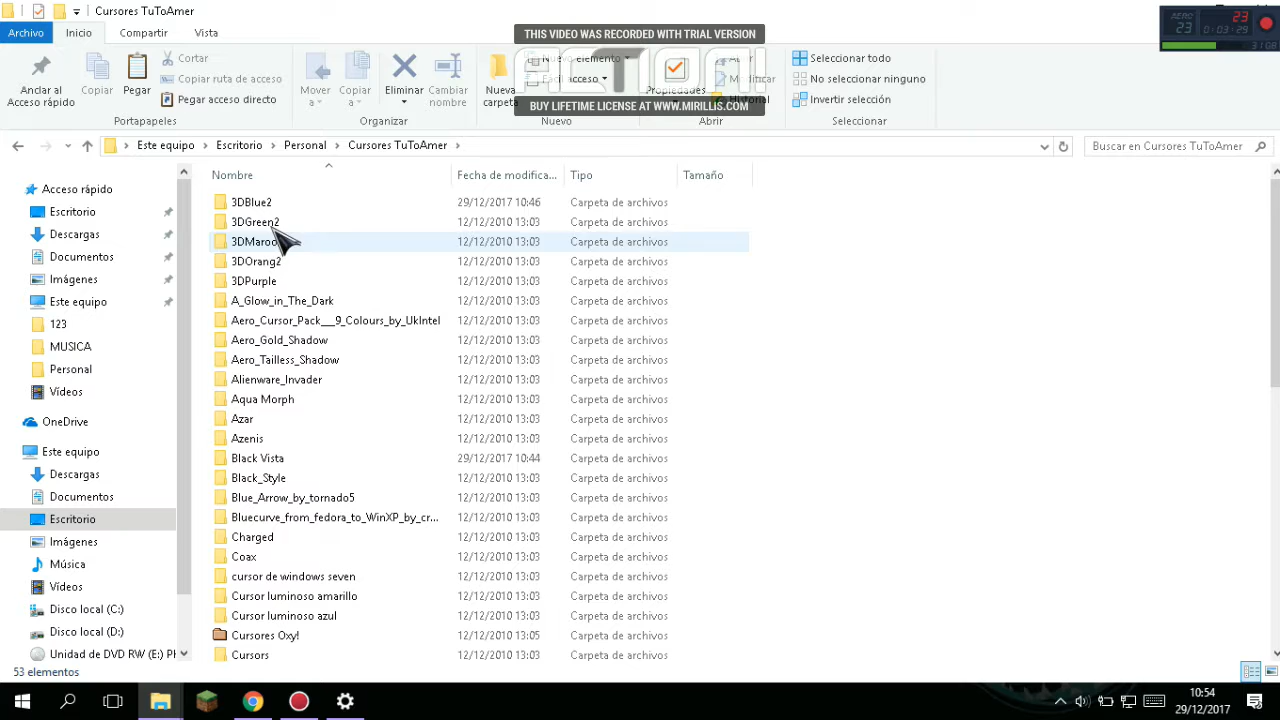 Cursores TuToAmer
Archivo Inicio Compartir Vista
THIS VIDEO WAS RECORDED WITH TRIAL VERSION
BUY LIFETIME LICENSE AT WWW.MIRILLIS.COM
23 23 0:03:29 31GB
Andar al Acceso rápido
Copiar
Pegar
Cortar
Copiar ruta de acceso
Pegar acceso directo
Portapapeles
Mover a
Copiar a
Eliminar
Cambiar nombre
Organizar
Nueva carpeta
Nuevo elemento
Fácil acceso
Nuevo
Propiedades
Abrir
Modificar
Historial
Abrir
Seleccionar todo
No seleccionar ninguno
Invertir selección
Seleccionar
Este equipo Escritorio Personal Cursores TuToAmer
Buscar en Cursores TuToAmer
Acceso rápido
Escritorio
Descargas
Documentos
Imágenes
Este equipo
123
MUSICA
Personal
Vídeos
OneDrive
Este equipo
Descargas
Documentos
Escritorio
Imágenes
Música
Vídeos
Disco local (C:)
Disco local (D:)
Unidad de DVD RW (E:)
Nombre Fecha de modifica... Tipo Tamaño
3DBlue2 29/12/2017 10:46 Carpeta de archivos
3DGreen2 12/12/2010 13:03 Carpeta de archivos
3DMaroo 12/12/2010 13:03 Carpeta de archivos
3DOrang2 12/12/2010 13:03 Carpeta de archivos
3DPurple 12/12/2010 13:03 Carpeta de archivos
A_Glow_in_The_Dark 12/12/2010 13:03 Carpeta de archivos
Aero_Cursor_Pack___9_Colours_by_UkIntel 12/12/2010 13:03 Carpeta de archivos
Aero_Gold_Shadow 12/12/2010 13:03 Carpeta de archivos
Aero_Tailless_Shadow 12/12/2010 13:03 Carpeta de archivos
Alienware_Invader 12/12/2010 13:03 Carpeta de archivos
Aqua Morph 12/12/2010 13:03 Carpeta de archivos
Azar 12/12/2010 13:03 Carpeta de archivos
Azenis 12/12/2010 13:03 Carpeta de archivos
Black Vista 29/12/2017 10:44 Carpeta de archivos
Black_Style 12/12/2010 13:03 Carpeta de archivos
Blue_Arrow_by_tornado5 12/12/2010 13:03 Carpeta de archivos
Bluecurve_from_fedora_to_WinXP_by_cr... 12/12/2010 13:03 Carpeta de archivos
Charged 12/12/2010 13:03 Carpeta de archivos
Coax 12/12/2010 13:03 Carpeta de archivos
cursor de windows seven 12/12/2010 13:03 Carpeta de archivos
Cursor luminoso amarillo 12/12/2010 13:03 Carpeta de archivos
Cursor luminoso azul 12/12/2010 13:03 Carpeta de archivos
Cursores Oxy! 12/12/2010 13:05 Carpeta de archivos
Cursors 12/12/2010 13:03 Carpeta de archivos
53 elementos
10:54
29/12/2017